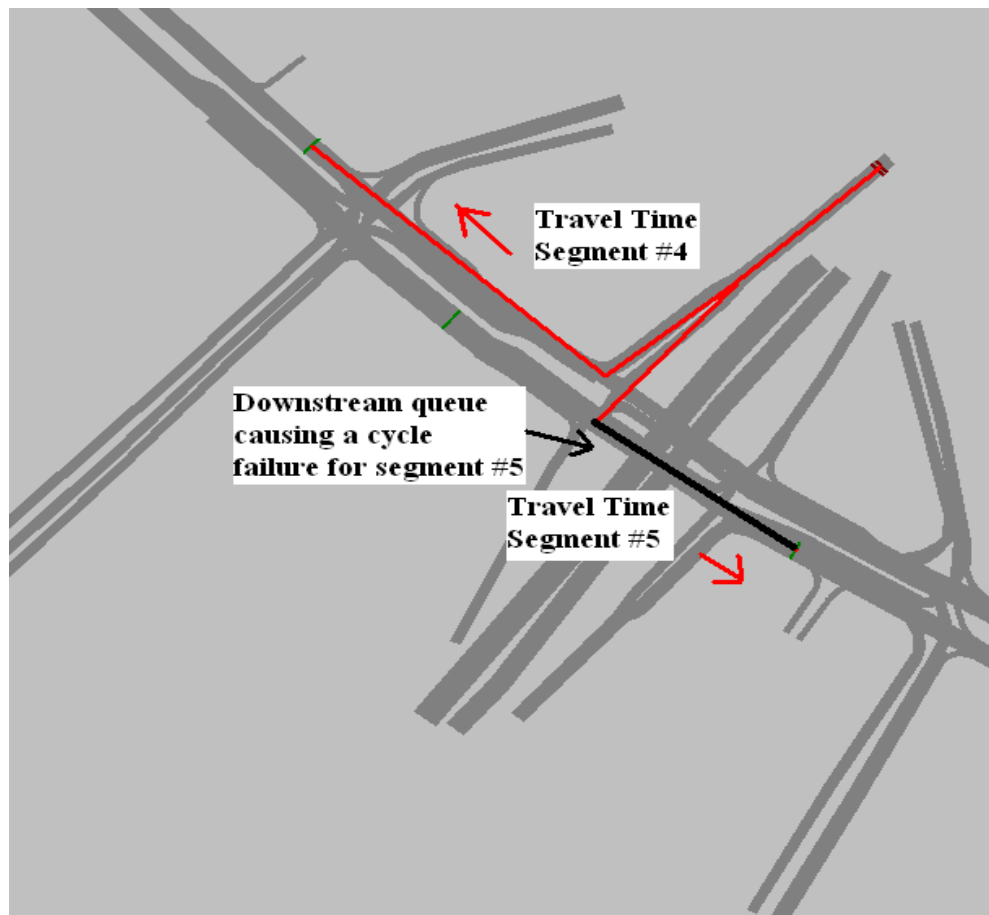 Travel Time
Segment #4
Downstream queue
causing a cycle
failure for segment #5
Travel Time
Segment #5